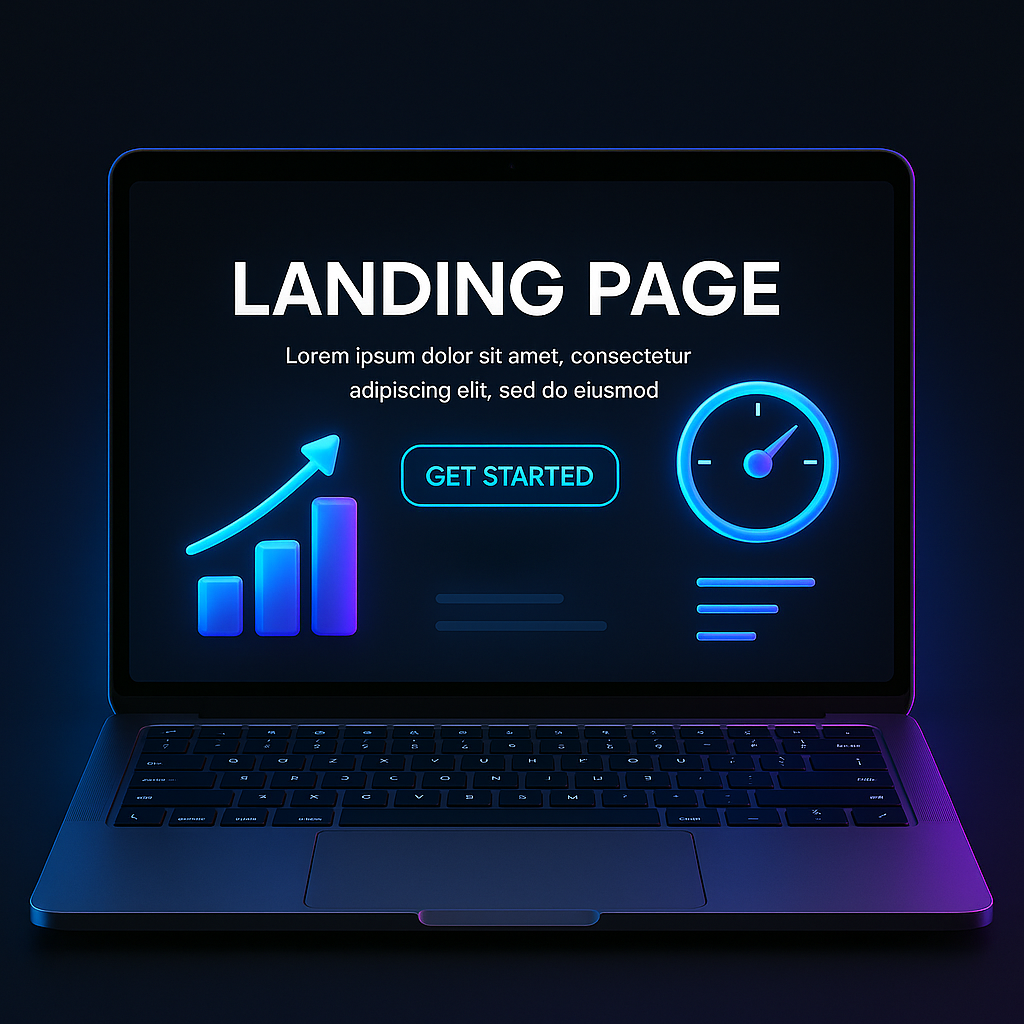 LANDING PAGE
Lorem ipsum dolor sit amet, consectetur
adipiscing elit, sed do eiusmod
GET STARTED